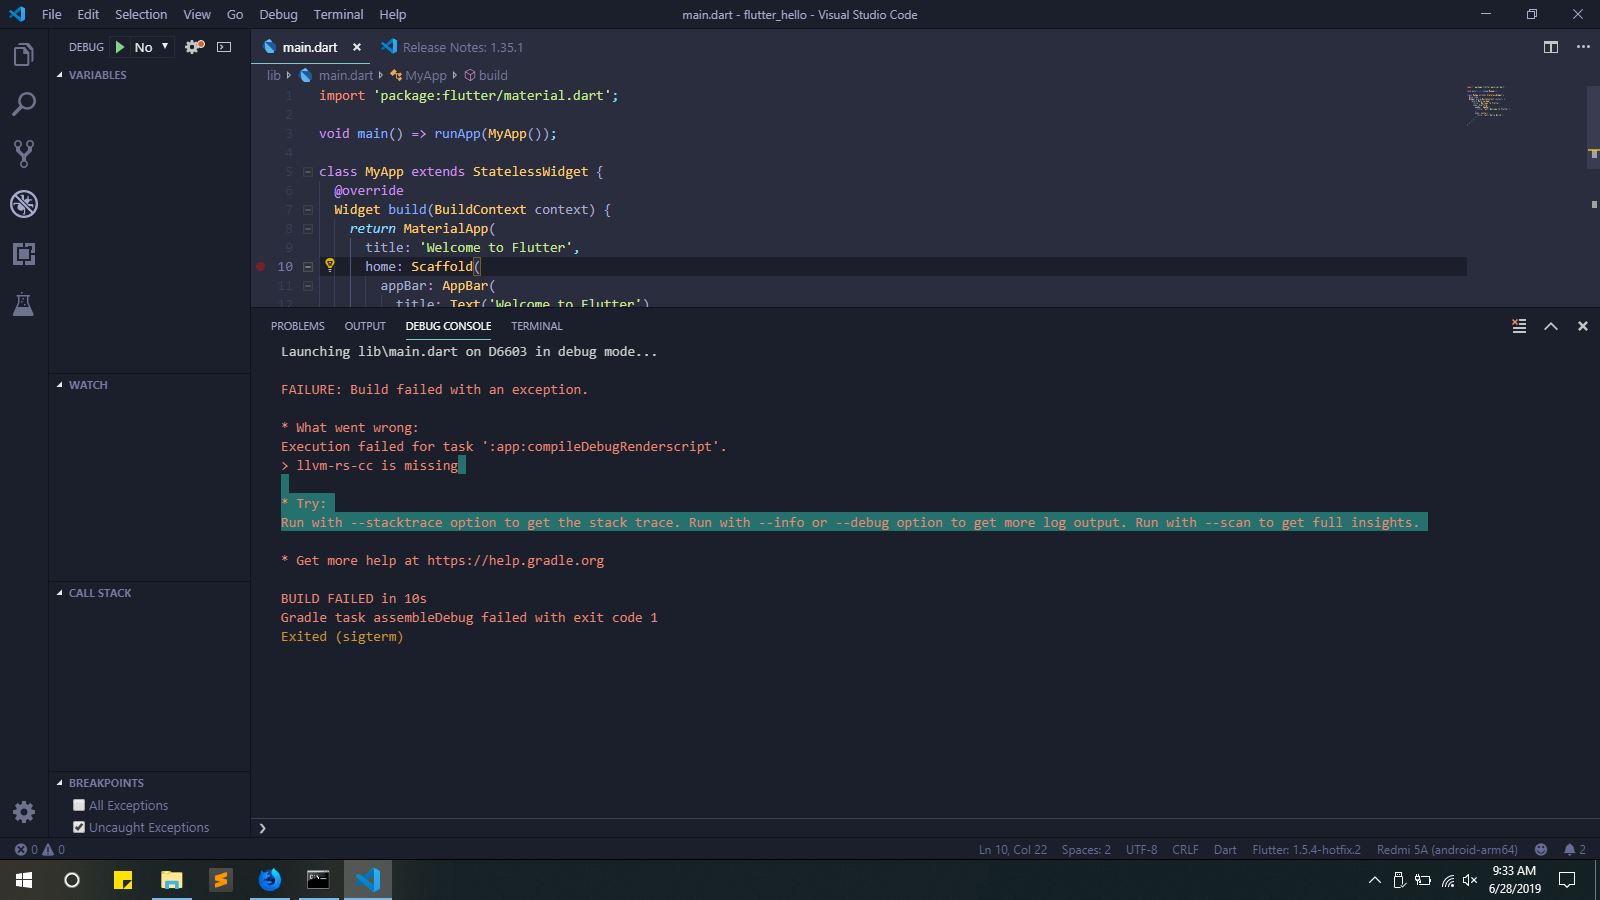 File Edit Selection View Go Debug Terminal Help
main.dart - flutter_hello - Visual Studio Code
DEBUG No
main.dart
Release Notes: 1.35.1
VARIABLES
lib main.dart MyApp build
1 import 'package:flutter/material.dart';
2
3 void main() => runApp(MyApp());
4
5 class MyApp extends StatelessWidget {
6 @override
7 Widget build(BuildContext context) {
8 return MaterialApp(
9 title: 'Welcome to Flutter',
10 home: Scaffold(
11 appBar: AppBar(
12 title: Text('Welcome to Flutter')
PROBLEMS OUTPUT DEBUG CONSOLE TERMINAL
Launching lib\main.dart on D6603 in debug mode...
FAILURE: Build failed with an exception.
* What went wrong:
Execution failed for task ':app:compileDebugRenderscript'.
> llvm-rs-cc is missing
* Try:
Run with --stacktrace option to get the stack trace. Run with --info or --debug option to get more log output. Run with --scan to get full insights.
* Get more help at https://help.gradle.org
BUILD FAILED in 10s
Gradle task assembleDebug failed with exit code 1
Exited (sigterm)
WATCH
CALL STACK
BREAKPOINTS
All Exceptions
Uncaught Exceptions
0 0
Ln 10, Col 22 Spaces: 2 UTF-8 CRLF Dart Flutter: 1.5.4-hotfix.2 Redmi 5A (android-arm64) 2
9:33 AM
6/28/2019